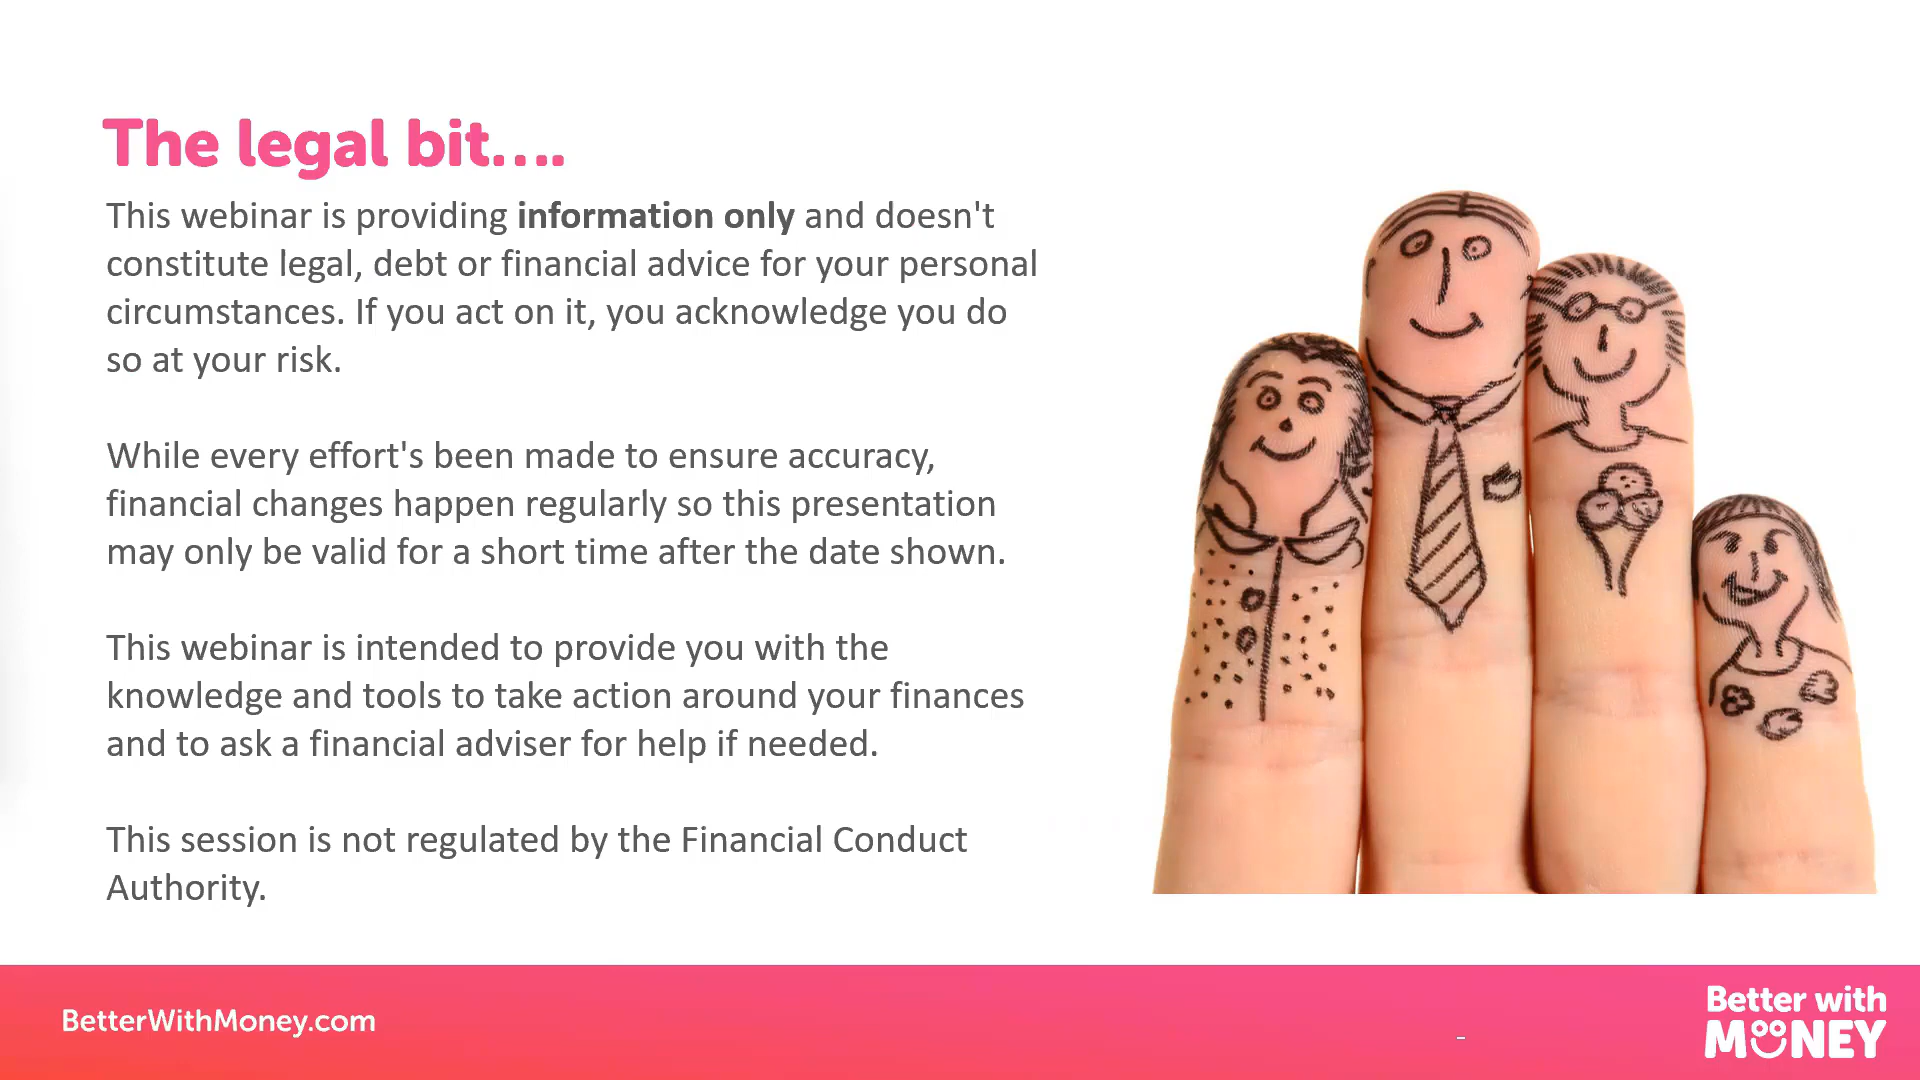 The legal bit....
This webinar is providing information only and doesn't
constitute legal, debt or financial advice for your personal
circumstances. If you act on it, you acknowledge you do
so at your risk.
While every effort's been made to ensure accuracy,
financial changes happen regularly so this presentation
may only be valid for a short time after the date shown.
This webinar is intended to provide you with the
knowledge and tools to take action around your finances
and to ask a financial adviser for help if needed.
This session is not regulated by the Financial Conduct
Authority.
BetterWithMoney.com
-
Better with
MONEY